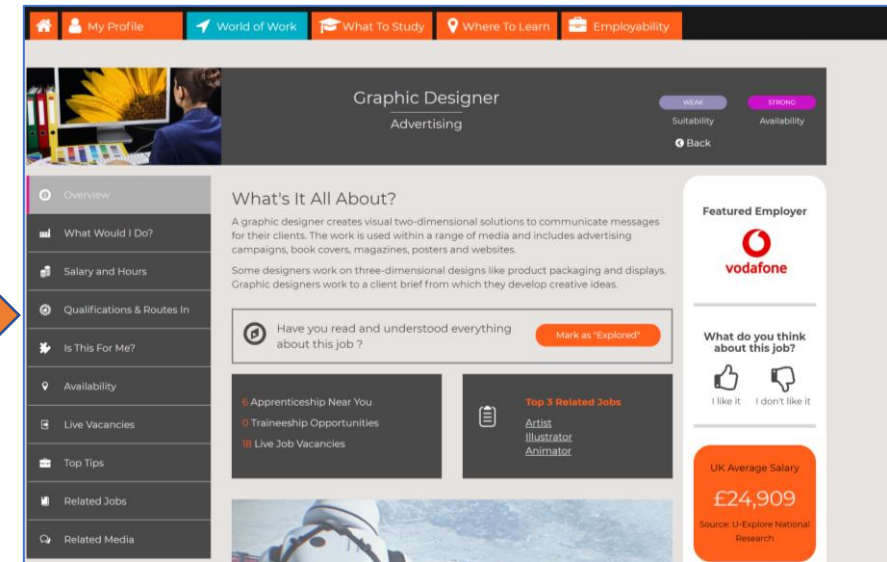 My Profile
World of Work
What To Study
Where To Learn
Employability
Graphic Designer
Advertising
WEAK
Suitability
STRONG
Availability
Back
Overview
What Would I Do?
Salary and Hours
Qualifications & Routes In
Is This For Me?
Availability
Live Vacancies
Top Tips
Related Jobs
Related Media
What's It All About?
A graphic designer creates visual two-dimensional solutions to communicate messages
for their clients. The work is used within a range of media and includes advertising
campaigns, book covers, magazines, posters and websites.
Some designers work on three-dimensional designs like product packaging and displays.
Graphic designers work to a client brief from which they develop creative ideas.
Have you read and understood everything
about this job ?
Mark as "Explored"
6 Apprenticeship Near You
0 Traineeship Opportunities
18 Live Job Vacancies
Top 3 Related Jobs
Artist
Illustrator
Animator
Featured Employer
vodafone
What do you think
about this job?
I like it
I don't like it
UK Average Salary
£24,909
Source: U-Explore National
Research